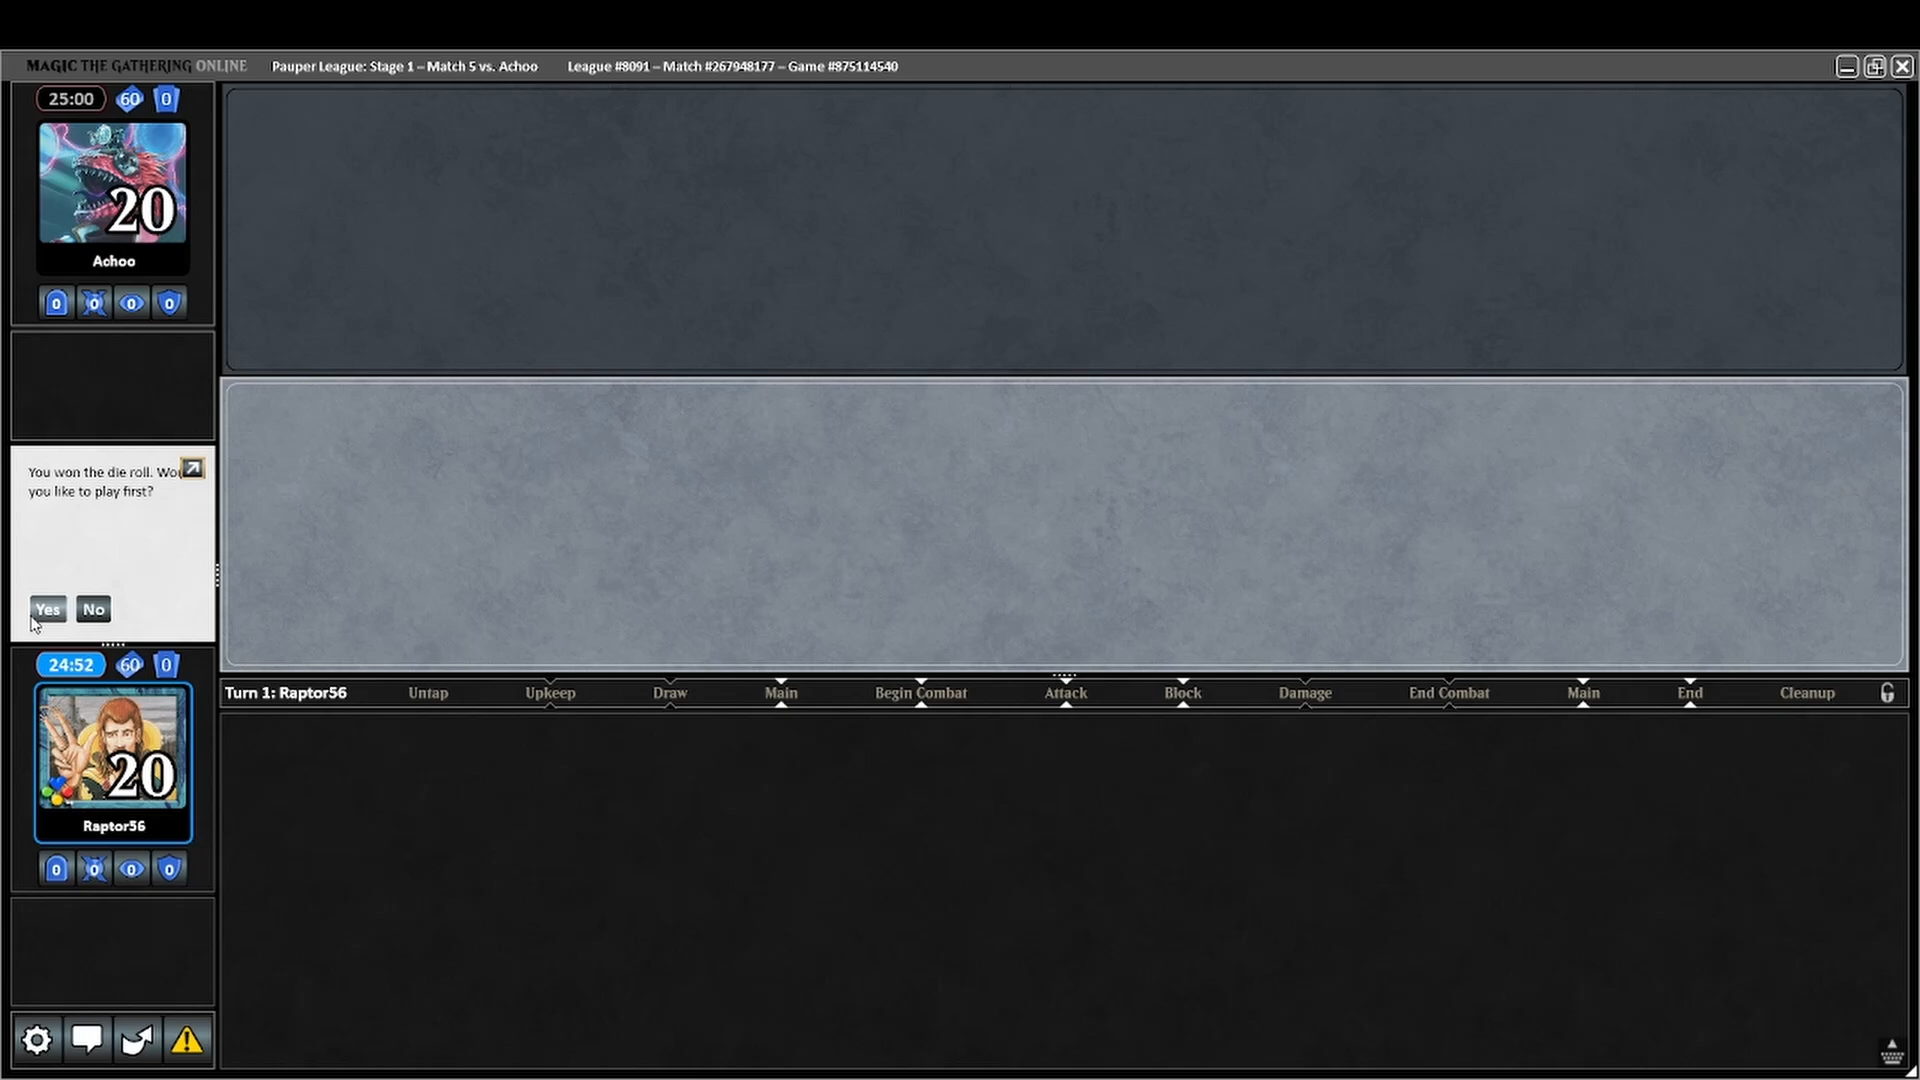 MAGIC THE GATHERING ONLINE Pauper League: Stage 1 – Match 5 vs. Achoo League #8091 – Match #267948177 – Game #875114540
25:00 60 0
20
Achoo
0 0 0 0
You won the die roll. Wou
you like to play first?
Yes No
24:52 60 0
Turn 1: Raptor56 Untap Upkeep Draw Main Begin Combat Attack Block Damage End Combat Main End Cleanup
20
Raptor56
0 0 0 0